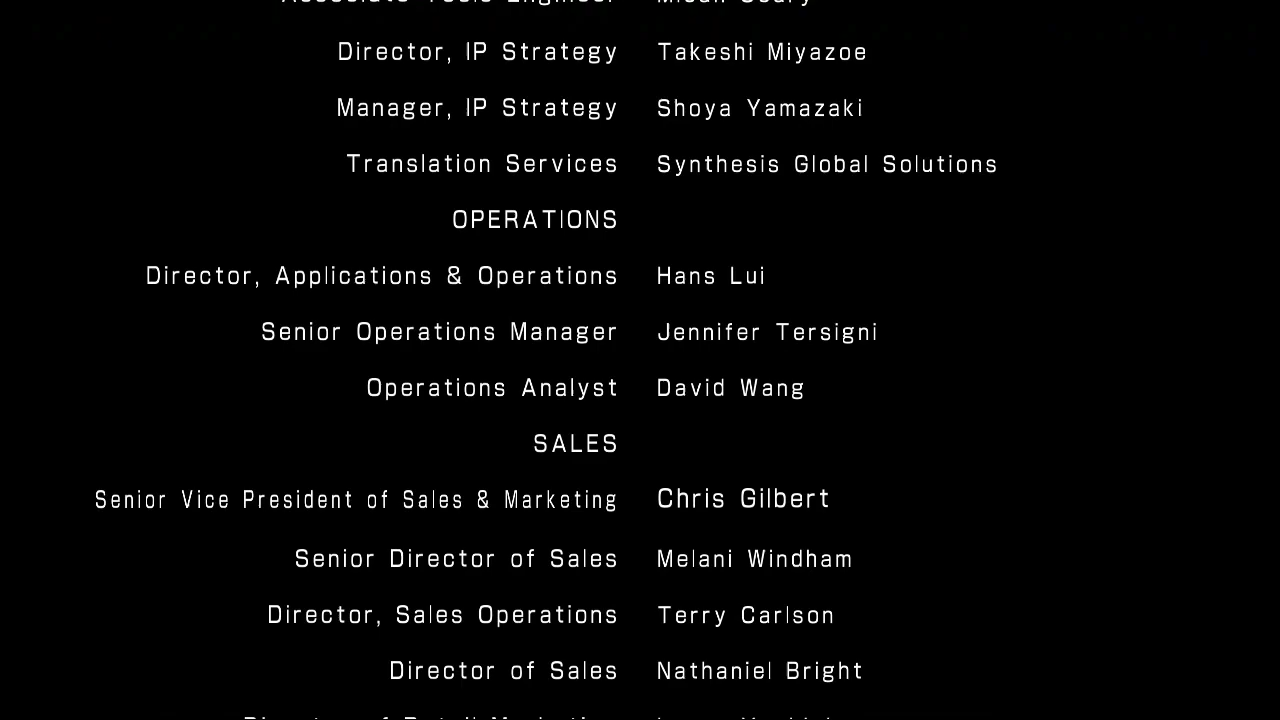 Director, IP Strategy Takeshi Miyazoe
Manager, IP Strategy Shoya Yamazaki
Translation Services Synthesis Global Solutions
OPERATIONS
Director, Applications & Operations Hans Lui
Senior Operations Manager Jennifer Tersigni
Operations Analyst David Wang
SALES
Senior Vice President of Sales & Marketing Chris Gilbert
Senior Director of Sales Melani Windham
Director, Sales Operations Terry Carlson
Director of Sales Nathaniel Bright